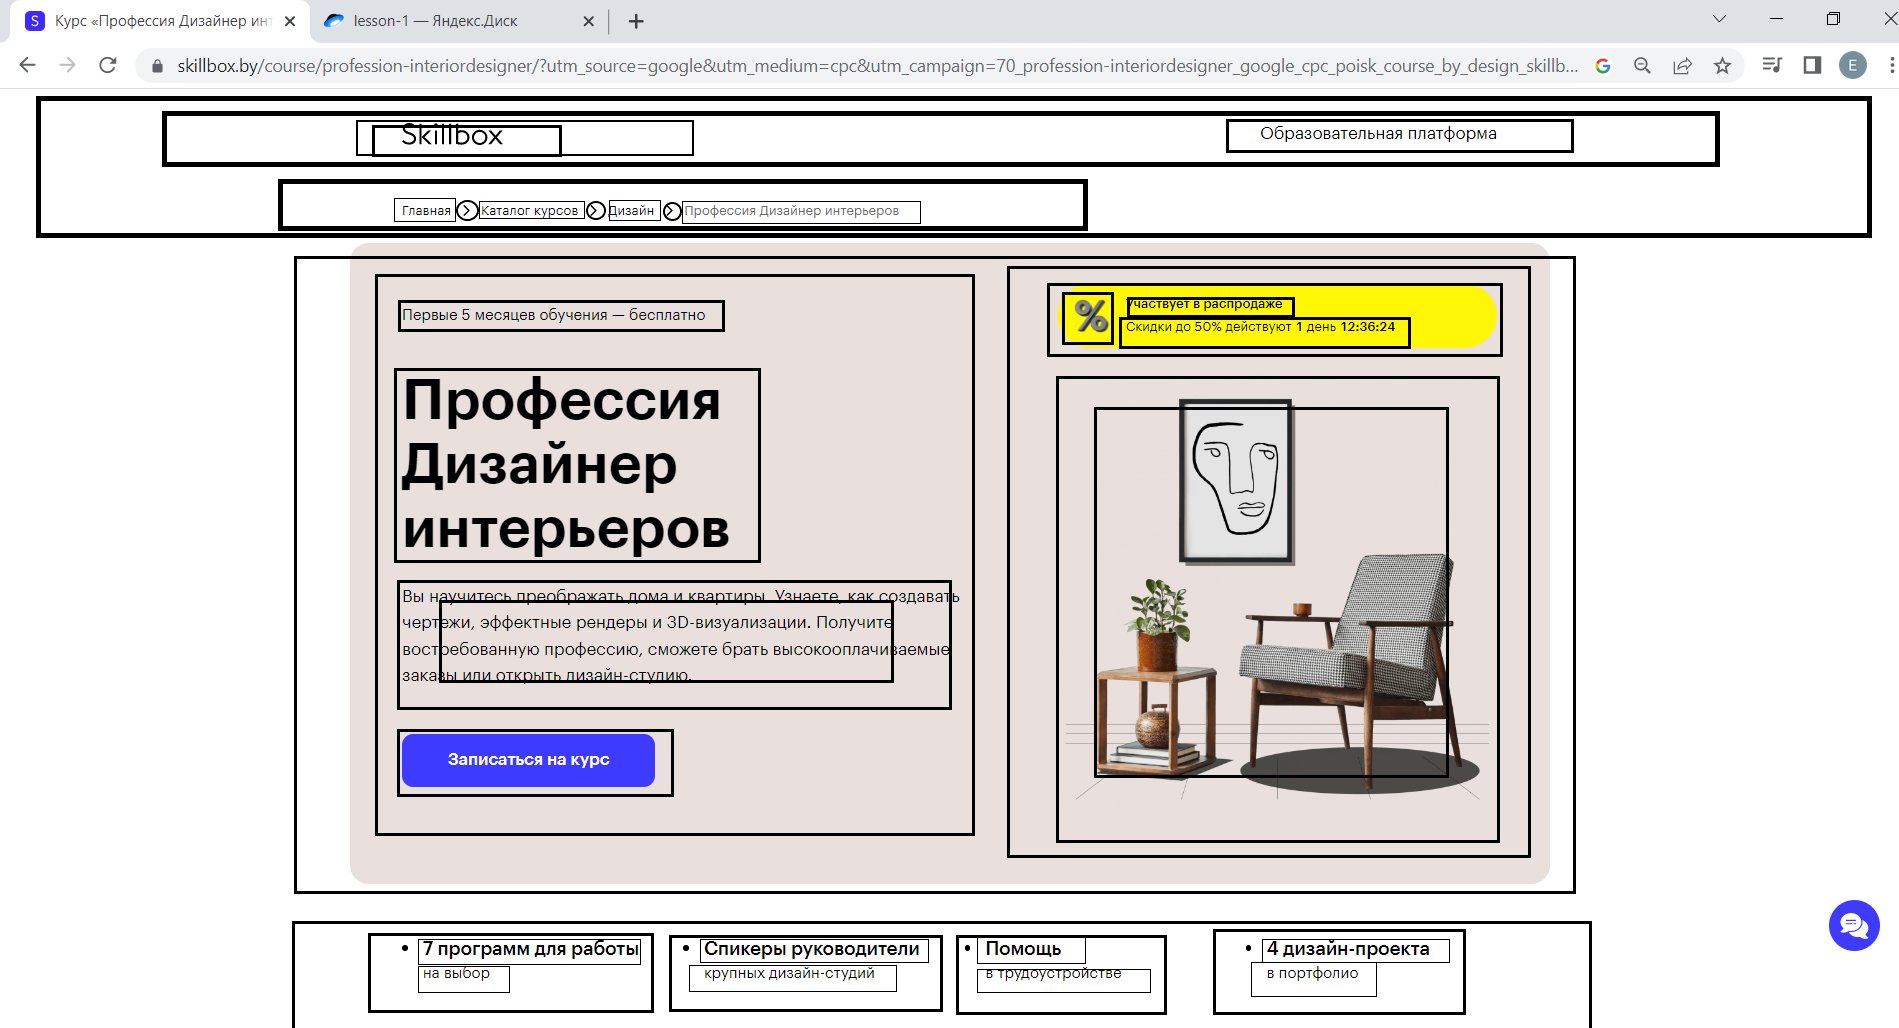 Курс «Профессия Дизайнер инт
lesson-1 — Яндекс.Диск
skillbox.by/course/profession-interiordesigner/?utm_source=google&utm_medium=cpc&utm_campaign=70_profession-interiordesigner_google_cpc_poisk_course_by_design_skillb...
E
Skillbox
Образовательная платформа
Главная
Каталог курсов
Дизайн
Профессия Дизайнер интерьеров
Первые 5 месяцев обучения — бесплатно
Профессия
Дизайнер
интерьеров
Вы научитесь преображать дома и квартиры. Узнаете, как создавать
чертежи, эффектные рендеры и 3D-визуализации. Получите
востребованную профессию, сможете брать высокооплачиваемые
заказы или открыть дизайн-студию.
Записаться на курс
%
Участвует в распродаже
Скидки до 50% действуют 1 день 12:36:24
7 программ для работы
на выбор
Спикеры руководители
крупных дизайн-студий
Помощь
в трудоустройстве
4 дизайн-проекта
в портфолио